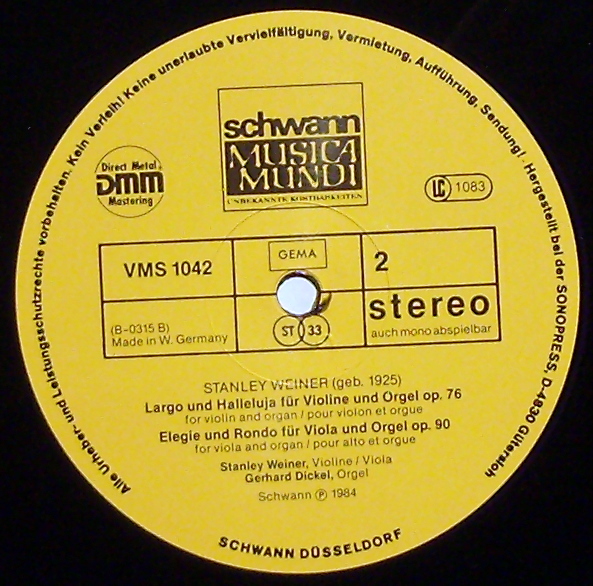 Alle Urheber- und Leistungsschutzrechte vorbehalten. Kein Verleih! Keine unerlaubte Vervielfältigung, Vermietung, Aufführung, Sendung! - Hergestellt bei der SONOPRESS, D-4830 Gütersloh
schwann
MUSICA
MUNDI
UNBEKANNTE KOSTBARKEITEN
Direct Metal
DMM
Mastering
LC 1083
VMS 1042
GEMA
2
(B-0315 B)
Made in W. Germany
ST 33
stereo
auch mono abspielbar
STANLEY WEINER (geb. 1925)
Largo und Halleluja für Violine und Orgel op. 76
for violin and organ / pour violon et orgue
Elegie und Rondo für Viola und Orgel op. 90
for viola and organ / pour alto et orgue
Stanley Weiner, Violine / Viola
Gerhard Dickel, Orgel
Schwann Ⓟ 1984
SCHWANN DÜSSELDORF